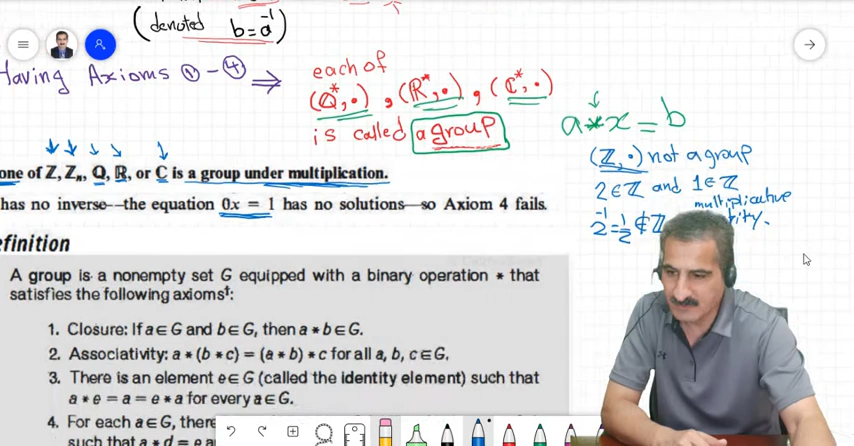 (denoted b = a⁻¹)
Having Axioms ① – ④ ⟹
each of
(ℚ*, ·), (ℝ*, ·), (ℂ*, ·)
is called a group
a * x = b
(ℤ, ·) not a group
2 ∈ ℤ and 1 ∈ ℤ
multiplicative
2⁻¹ = ½ ∉ ℤ
one of Z, Zₙ, Q, R, or C is a group under multiplication.
has no inverse—the equation 0x = 1 has no solutions—so Axiom 4 fails.
efinition
A group is a nonempty set G equipped with a binary operation * that
satisfies the following axioms†:
1. Closure: If a ∈ G and b ∈ G, then a * b ∈ G.
2. Associativity: a * (b * c) = (a * b) * c for all a, b, c ∈ G.
3. There is an element e ∈ G (called the identity element) such that
a * e = a = e * a for every a ∈ G.
4. For each a ∈ G, there
such that a * d = e a